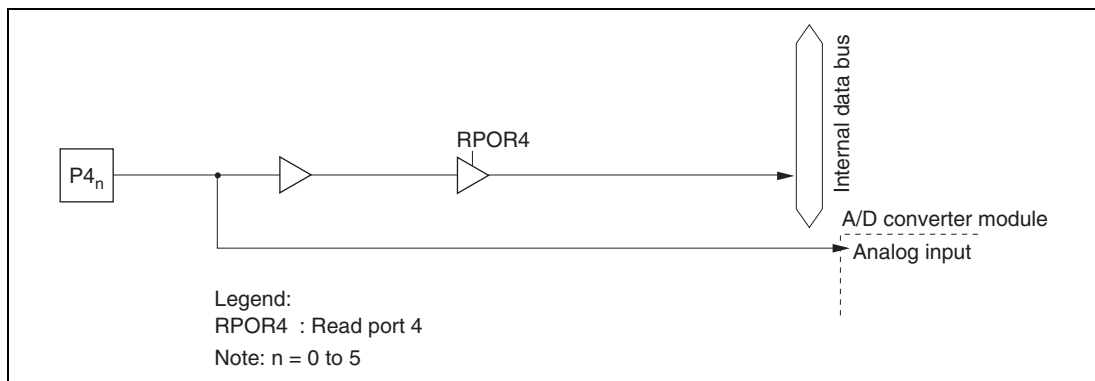 RPOR4
P4n
Internal data bus
A/D converter module
Analog input
Legend:
RPOR4 : Read port 4
Note: n = 0 to 5